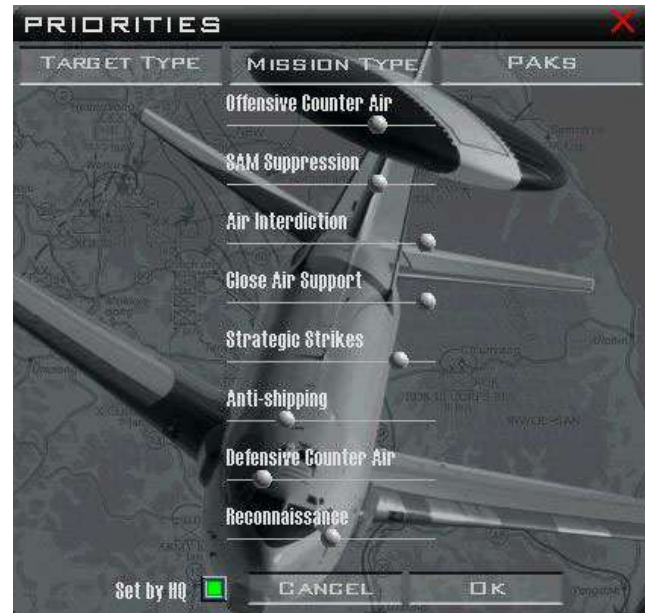 PRIORITIES
TARGET TYPE MISSION TYPE PAKs
Offensive Counter Air
SAM Suppression
Air Interdiction
Close Air Support
Strategic Strikes
Anti-shipping
Defensive Counter Air
Reconnaissance
Set by HQ CANCEL OK